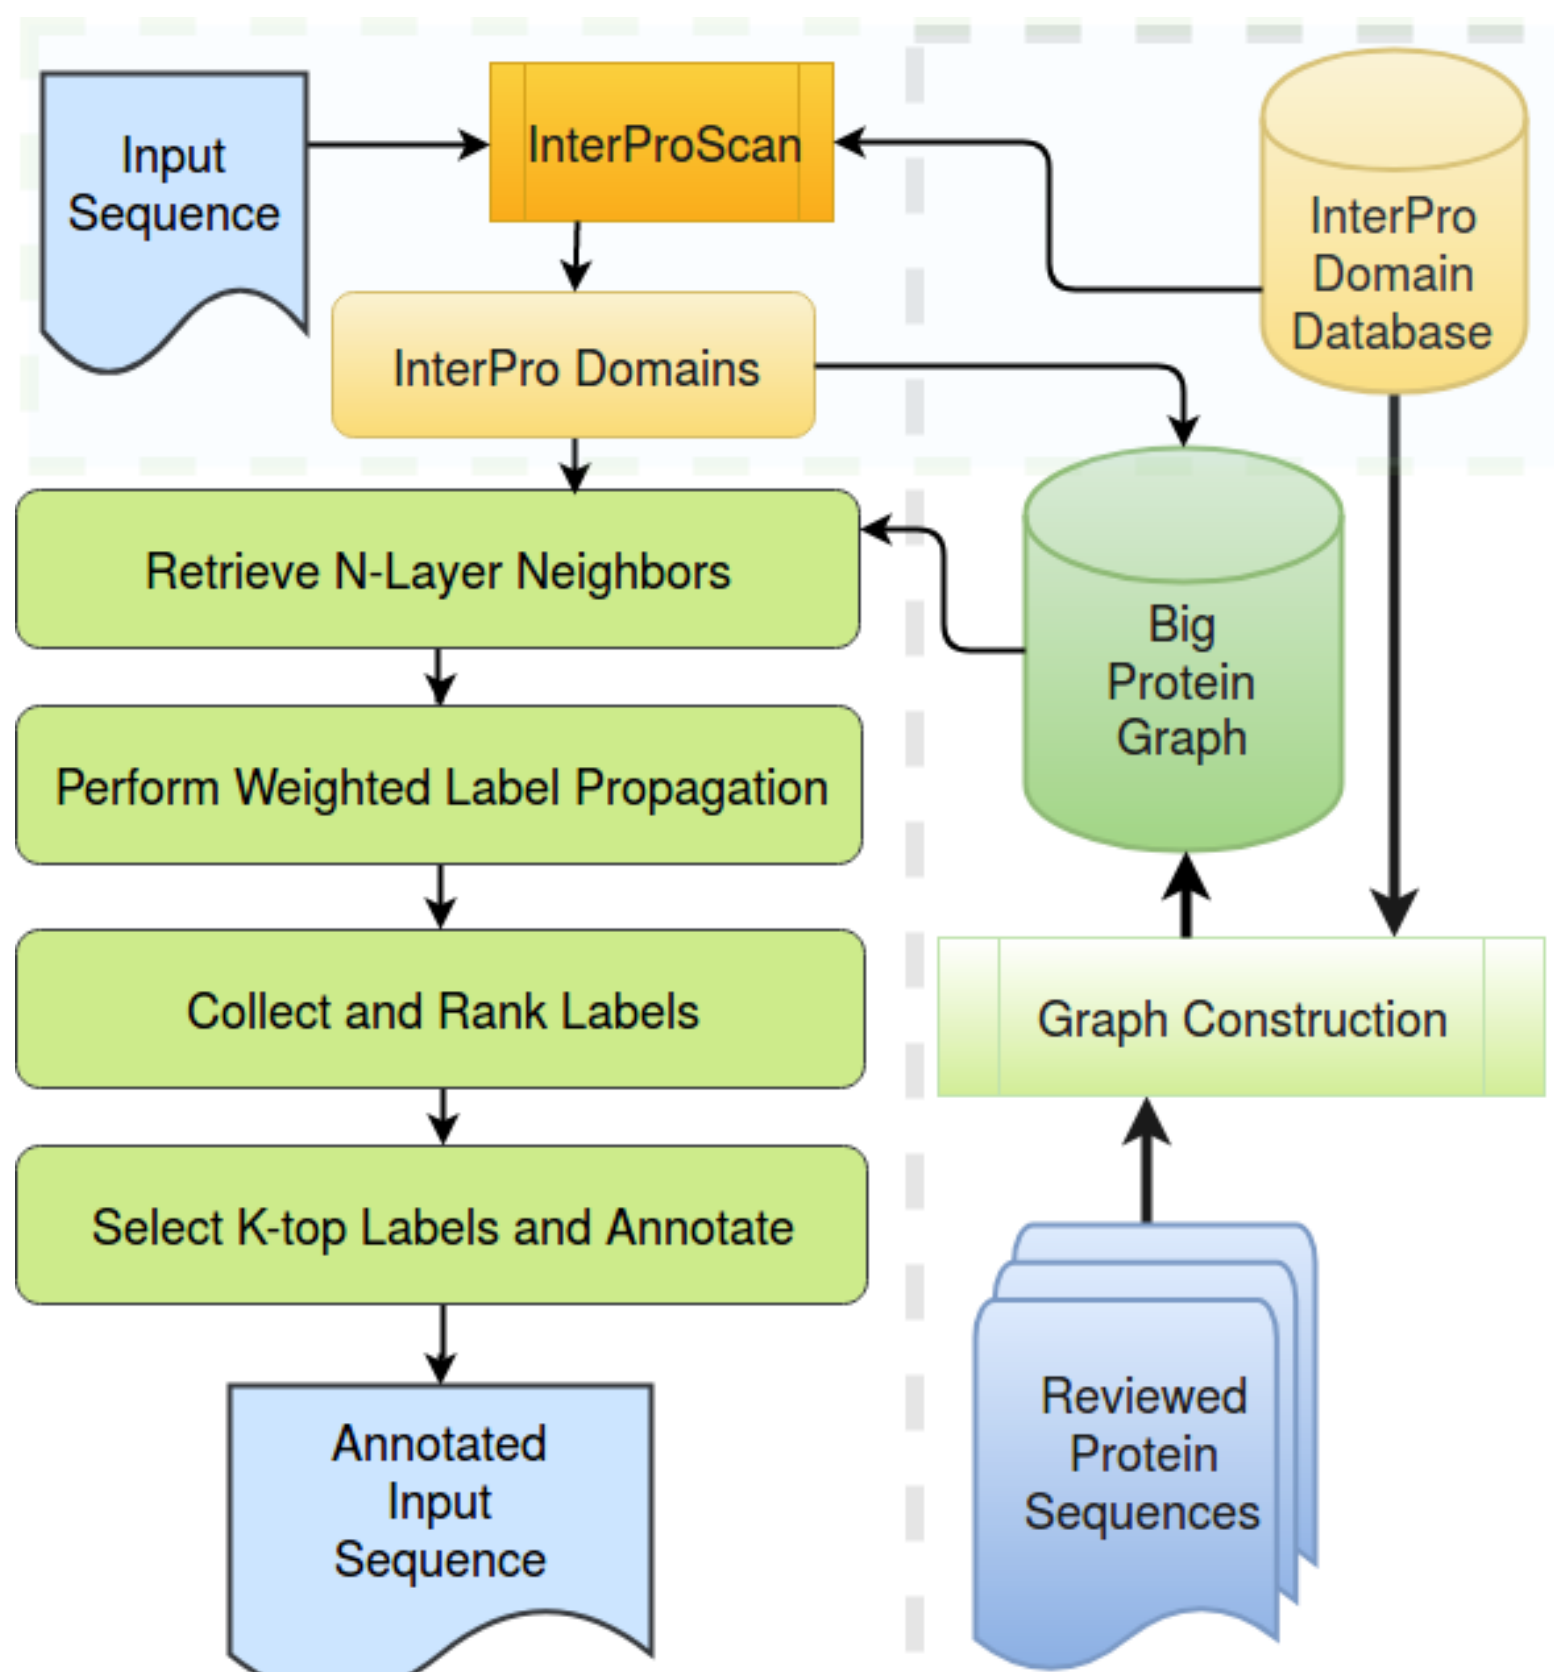 Input
Sequence
InterProScan
InterPro
Domain
Database
InterPro Domains
Retrieve N-Layer Neighbors
Big
Protein
Graph
Perform Weighted Label Propagation
Collect and Rank Labels
Graph Construction
Select K-top Labels and Annotate
Annotated
Input
Sequence
Reviewed
Protein
Sequences